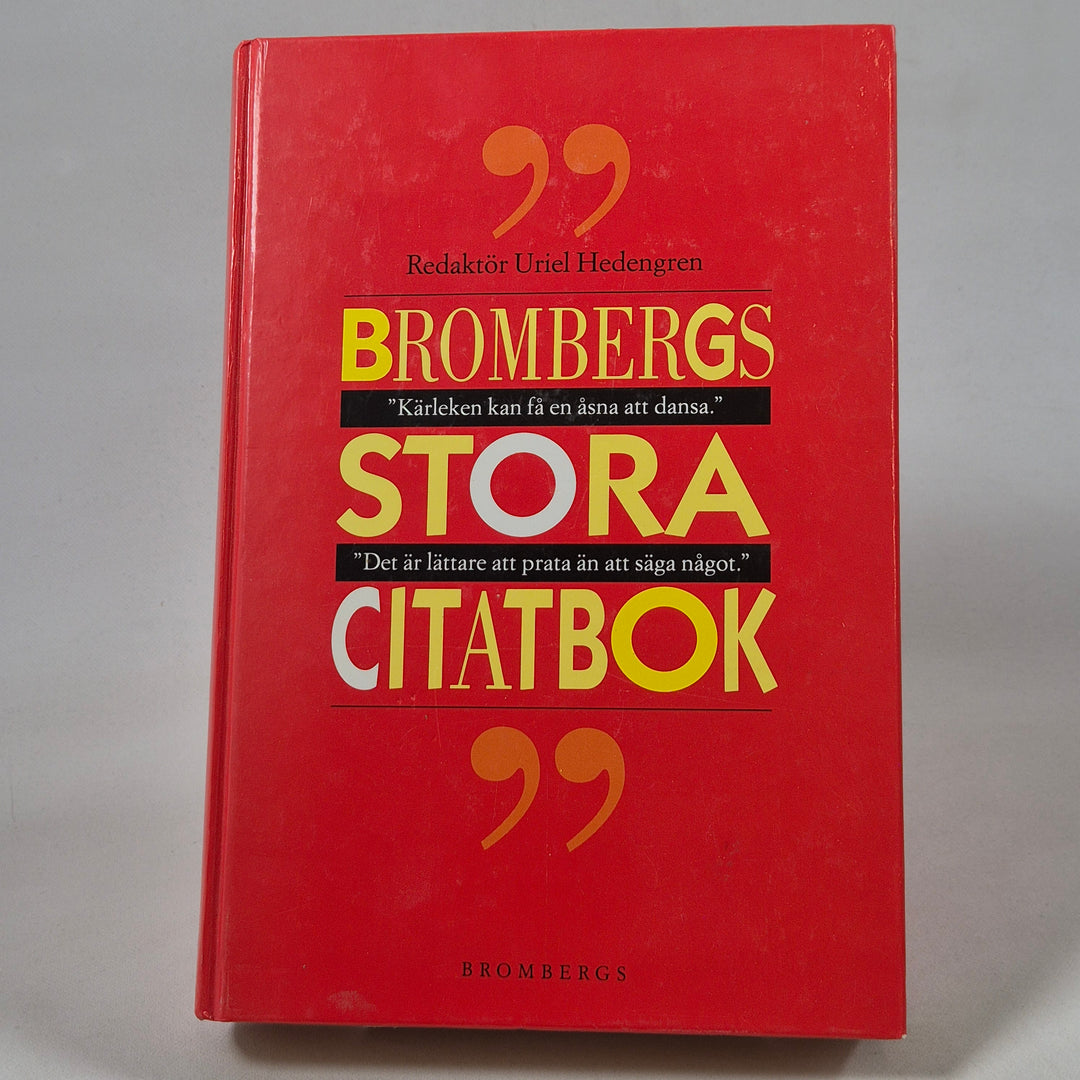 ””
Redaktör Uriel Hedengren
BROMBERGS
”Kärleken kan få en åsna att dansa.”
STORA
”Det är lättare att prata än att säga något.”
CITATBOK
””
BROMBERGS